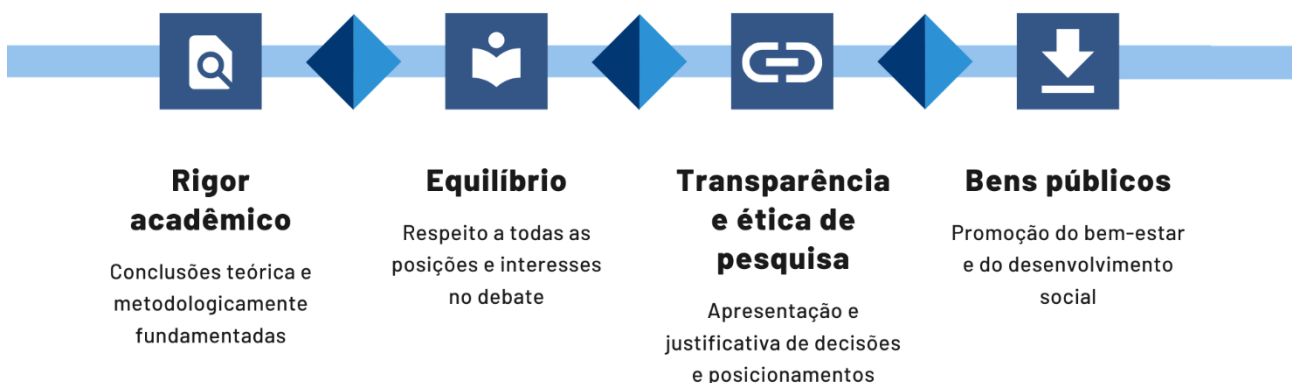 Rigor
acadêmico
Conclusões teórica e
metodologicamente
fundamentadas
Equilíbrio
Respeito a todas as
posições e interesses
no debate
Transparência
e ética de
pesquisa
Apresentação e
justificativa de decisões
e posicionamentos
Bens públicos
Promoção do bem-estar
e do desenvolvimento
social